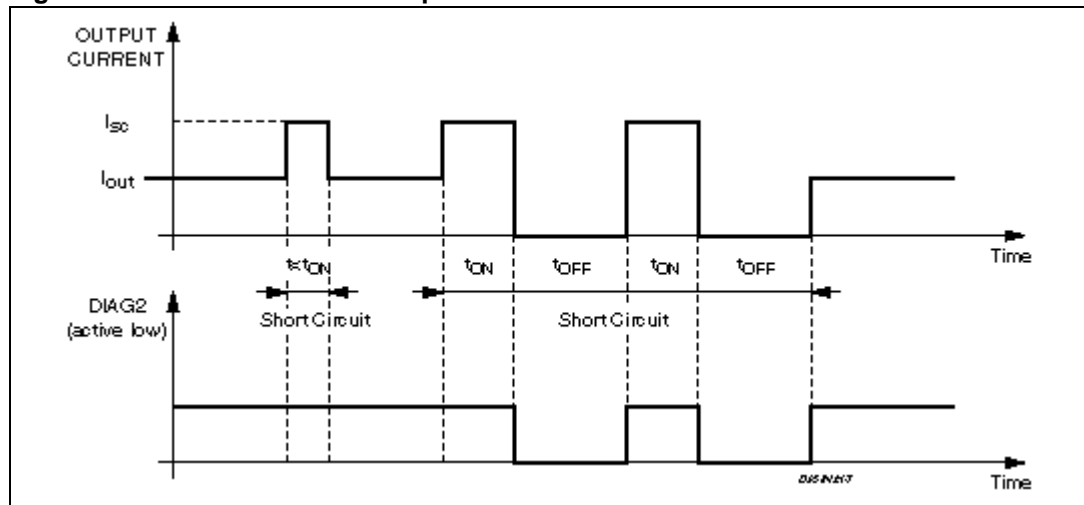 OUTPUT
CURRENT
Isc
Iout
Time
t<tON
tON
tOFF
tON
tOFF
DIAG2
(active low)
Short Circuit
Short Circuit
Time